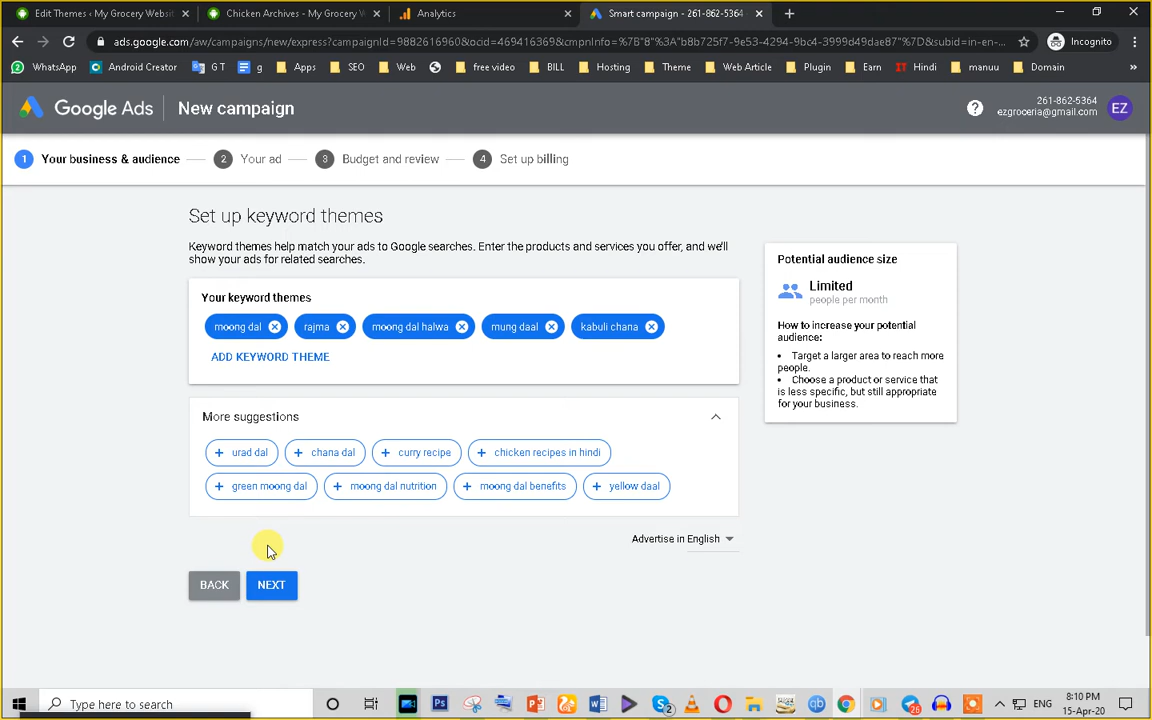 Edit Themes ‹ My Grocery Websit
Chicken Archives - My Grocery W
Analytics
Smart campaign - 261-862-5364
ads.google.com/aw/campaigns/new/express?campaignId=9882616960&ocid=469416369&cmpnInfo=%7B"8"%3A"b8b725f7-9e53-4294-9bc4-3999d49dae87"%7D&subid=in-en-...
Incognito
WhatsApp
Android Creator
G T
g
Apps
SEO
Web
free video
BILL
Hosting
Theme
Web Article
Plugin
Earn
IT Hindi
manuu
Domain
»
Google Ads
New campaign
?
261-862-5364
ezgroceria@gmail.com
EZ
1 Your business & audience
2 Your ad
3 Budget and review
4 Set up billing
Set up keyword themes
Keyword themes help match your ads to Google searches. Enter the products and services you offer, and we'll
show your ads for related searches.
Your keyword themes
moong dal
rajma
moong dal halwa
mung daal
kabuli chana
ADD KEYWORD THEME
More suggestions
+ urad dal
+ chana dal
+ curry recipe
+ chicken recipes in hindi
+ green moong dal
+ moong dal nutrition
+ moong dal benefits
+ yellow daal
Advertise in English
BACK
NEXT
Potential audience size
Limited
people per month
How to increase your potential
audience:
• Target a larger area to reach more
people.
• Choose a product or service that
is less specific, but still appropriate
for your business.
Type here to search
26
ENG
8:10 PM
15-Apr-20